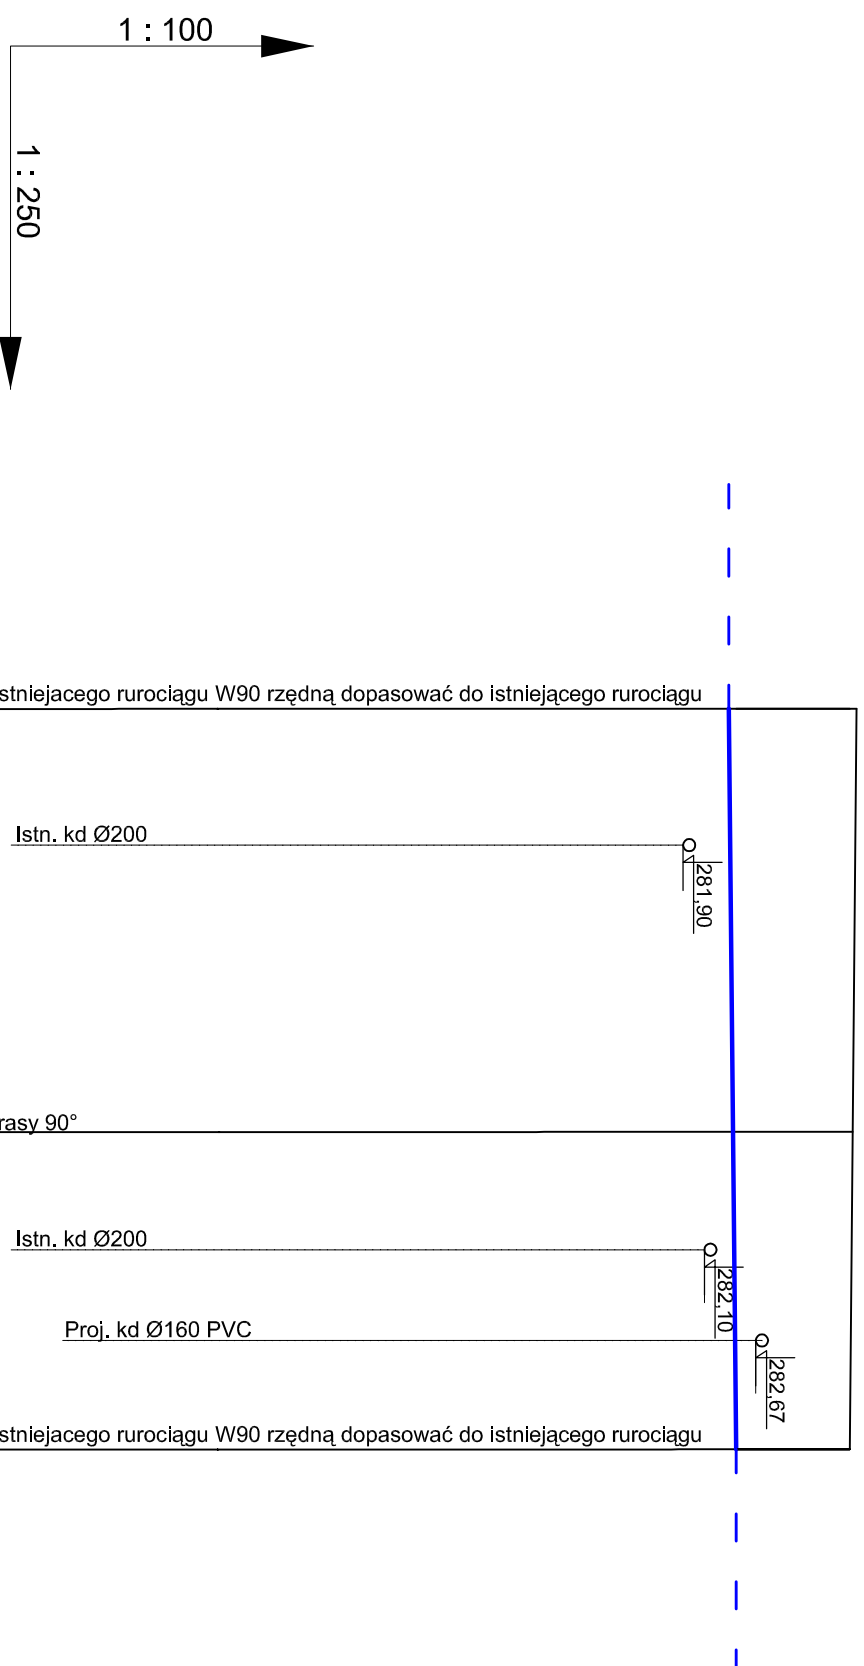 1 : 100
1 : 250
stniejacego rurociągu W90 rzędną dopasować do istniejącego rurociągu
Istn. kd Ø200
281,90
rasy 90°
Istn. kd Ø200
282,10
Proj. kd Ø160 PVC
282,67
stniejacego rurociągu W90 rzędną dopasować do istniejącego rurociągu